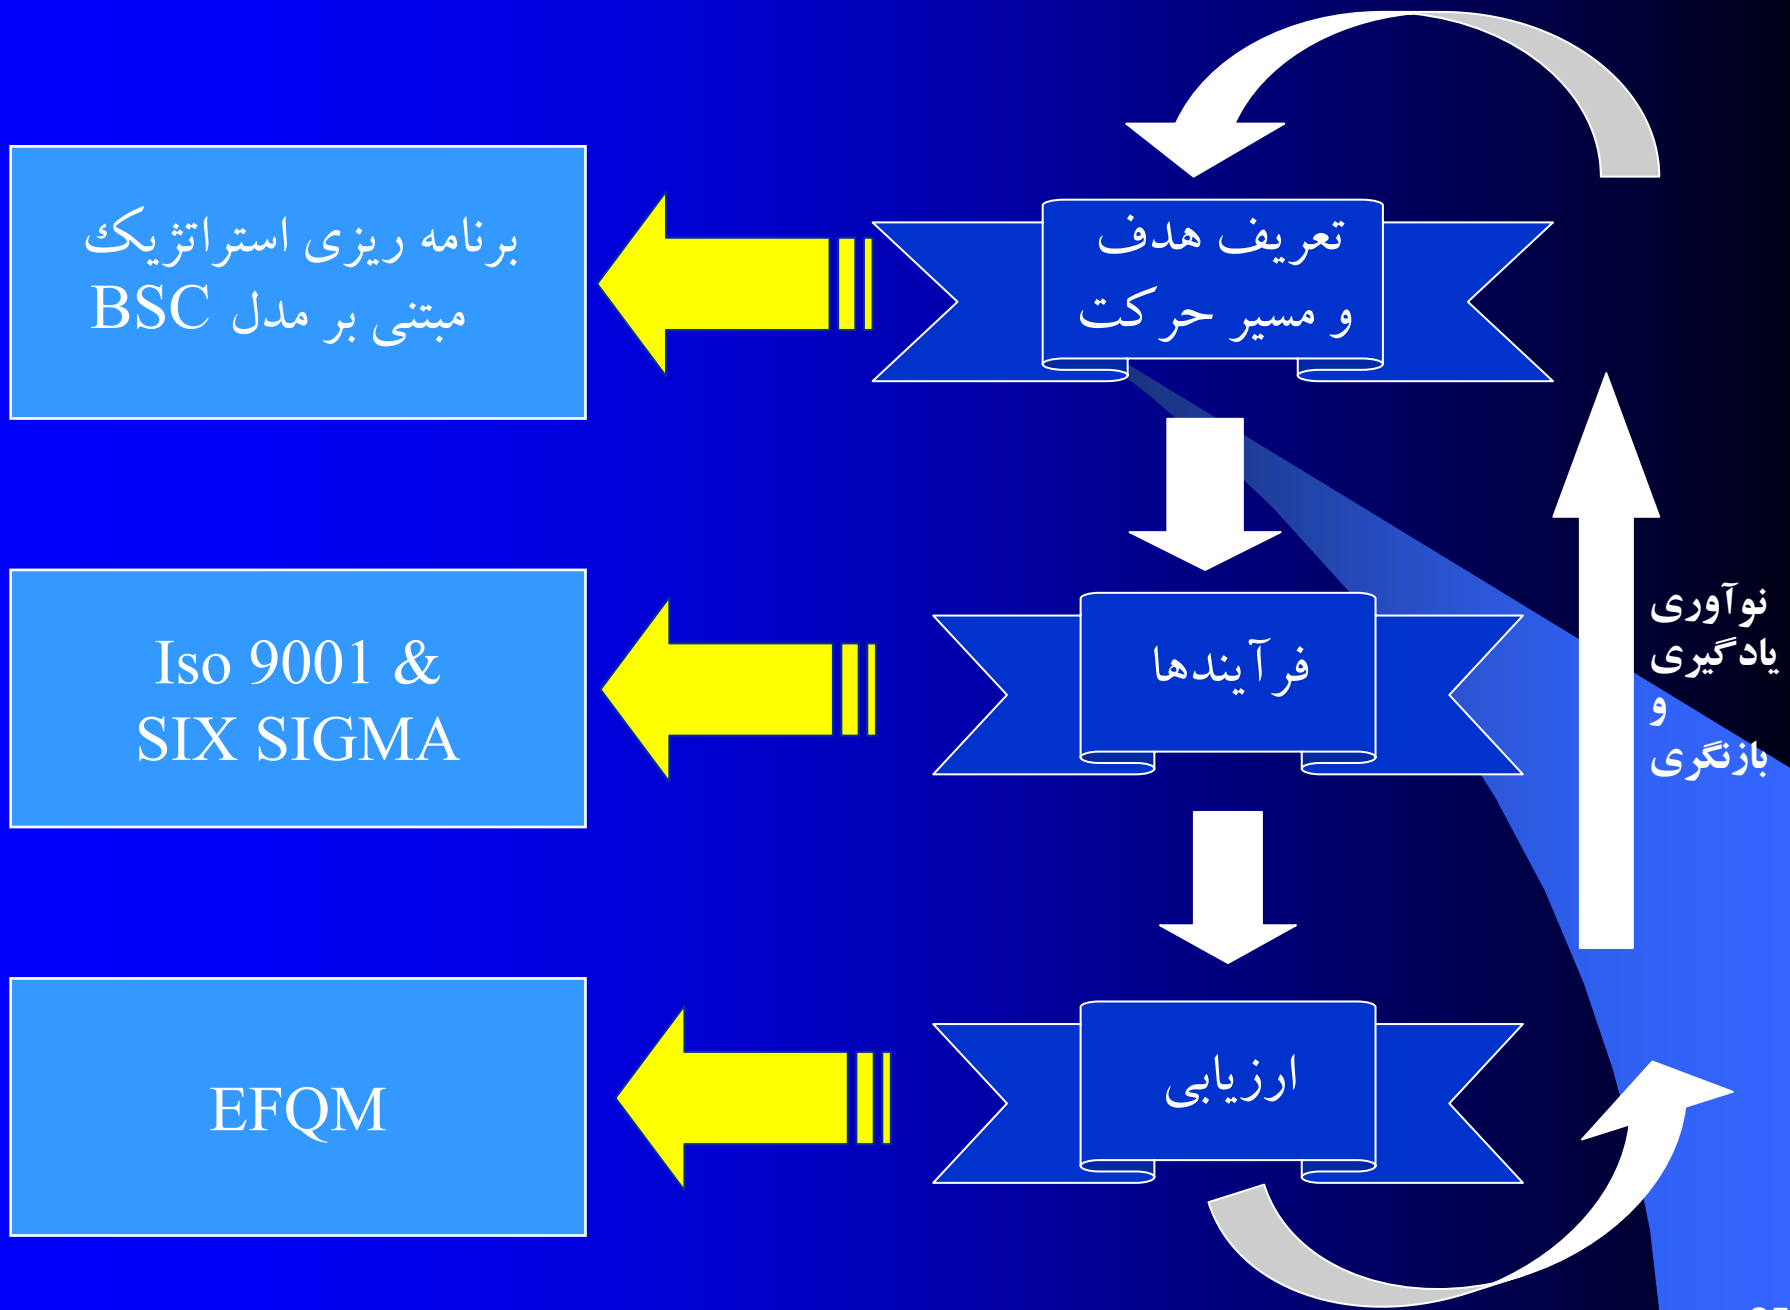 تعریف هدف
و مسیر حرکت
برنامه ریزی استراتژیک
مبتنی بر مدل BSC
فرآیندها
Iso 9001 &
SIX SIGMA
ارزیابی
EFQM
نوآوری
یادگیری
و
بازنگری